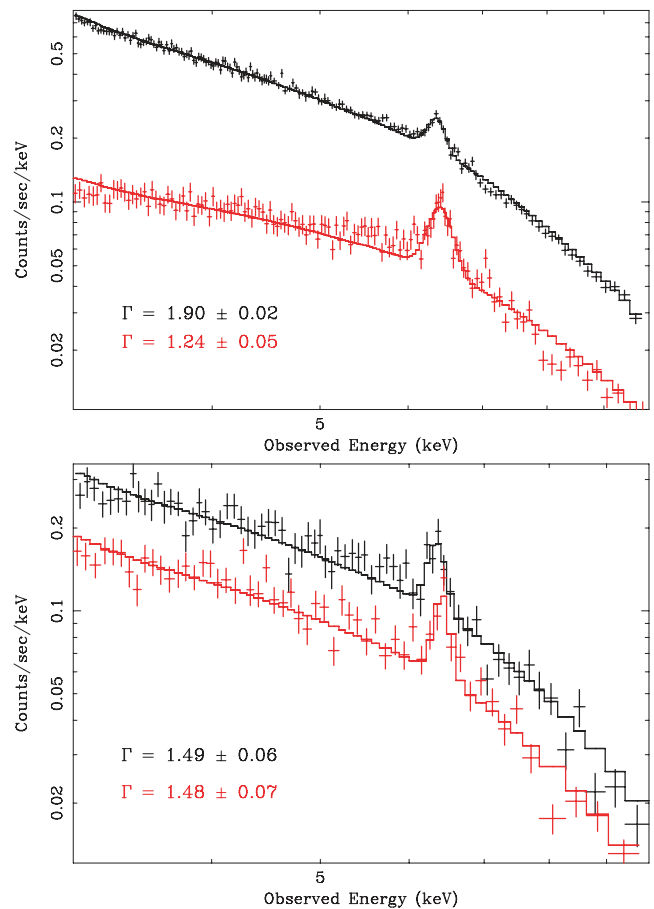 0.5
0.2
0.1
0.05
0.02
Counts/sec/keV
Γ = 1.90 ± 0.02
Γ = 1.24 ± 0.05
5
Observed Energy (keV)
0.2
0.1
0.05
0.02
Counts/sec/keV
Γ = 1.49 ± 0.06
Γ = 1.48 ± 0.07
5
Observed Energy (keV)